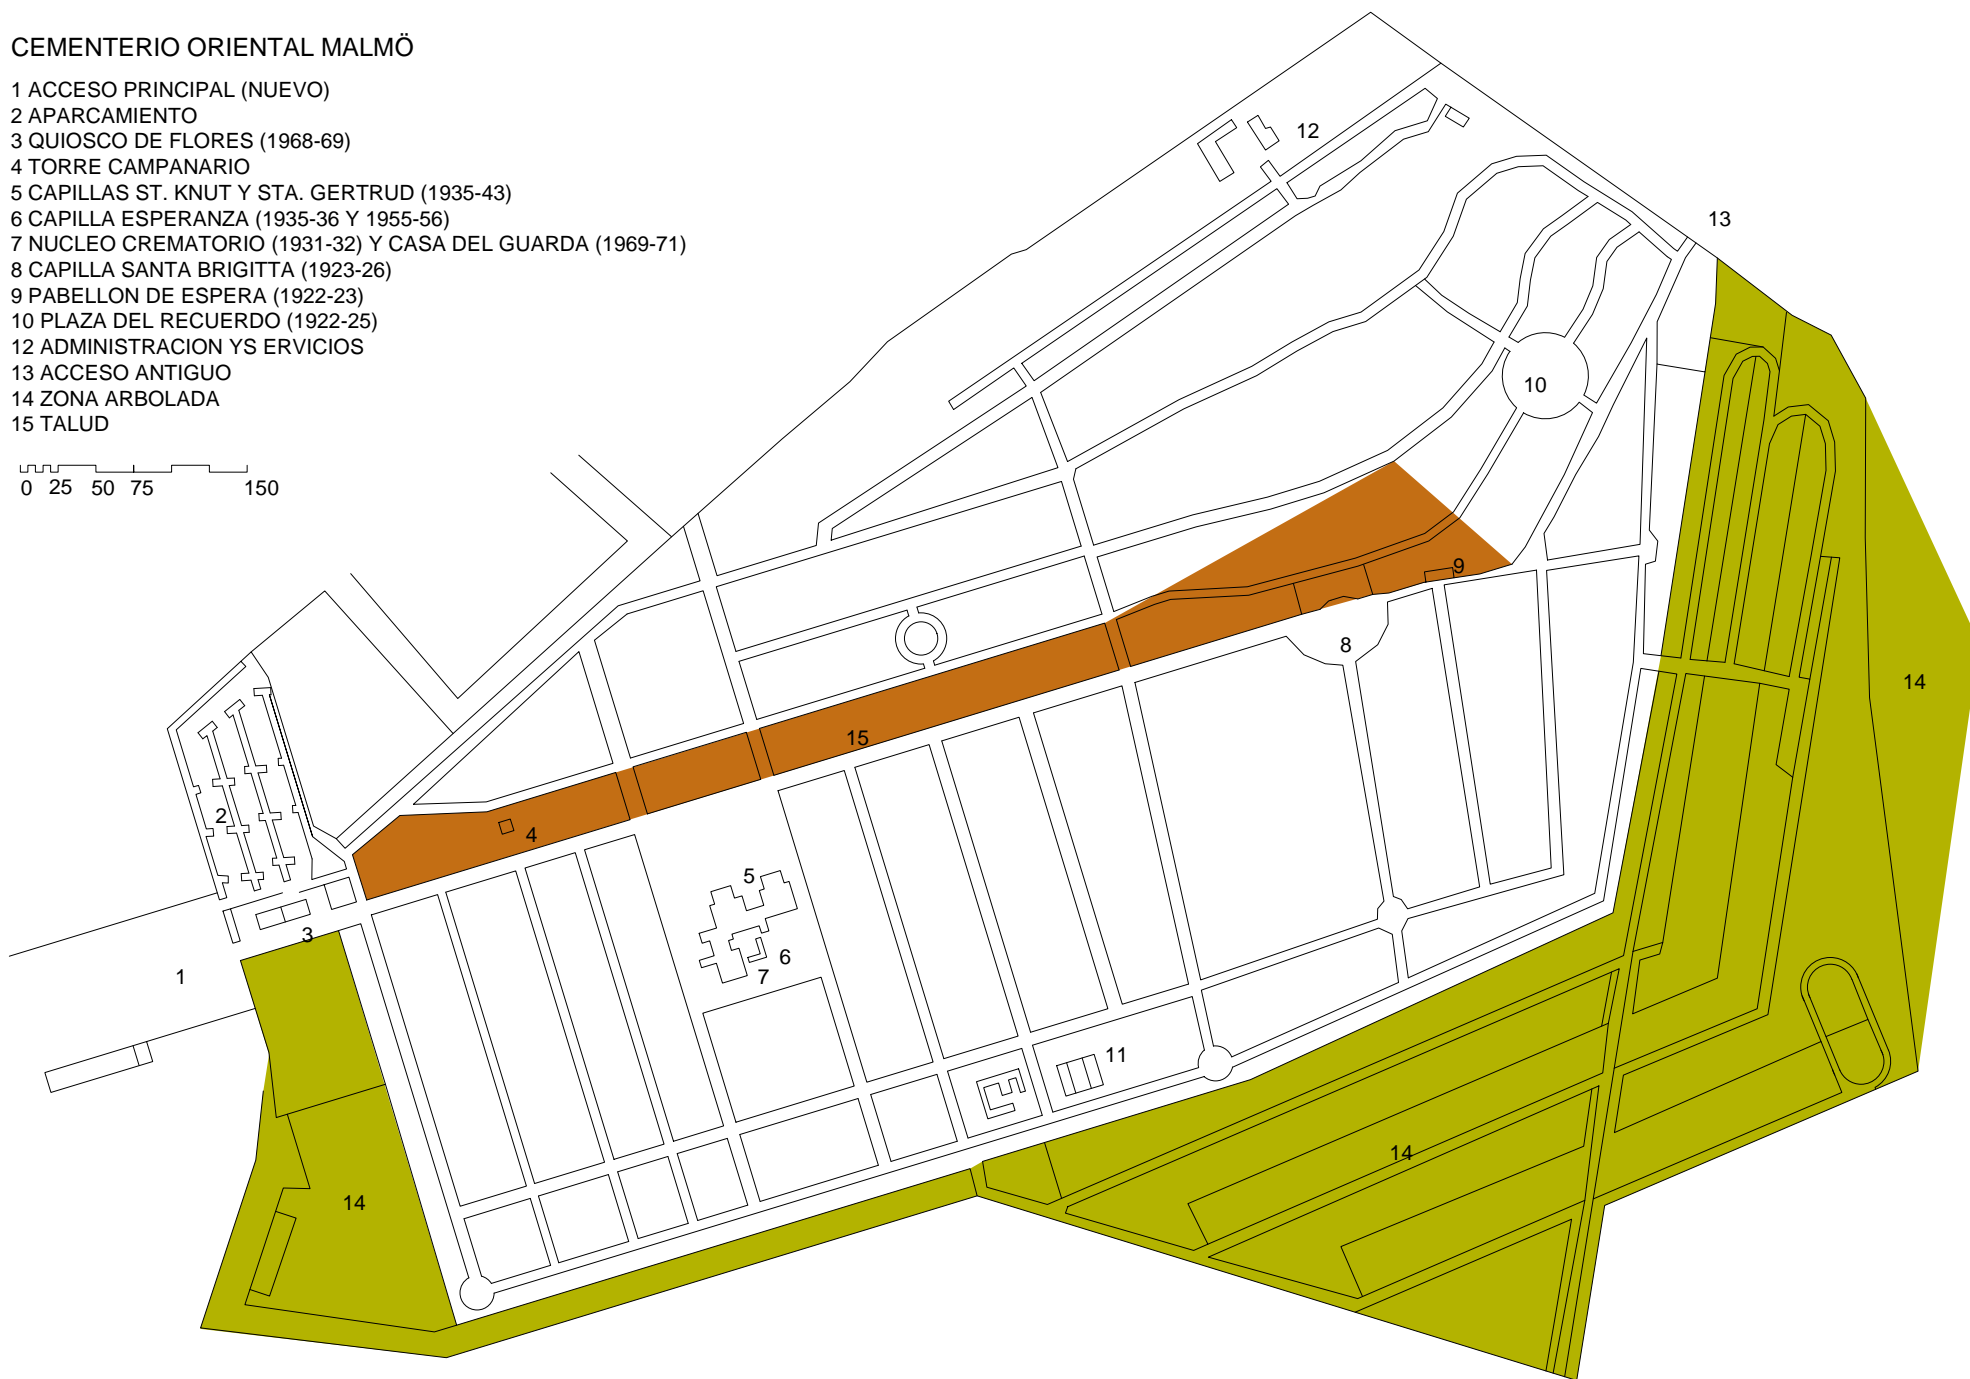 CEMENTERIO ORIENTAL MALMÖ
1 ACCESO PRINCIPAL (NUEVO)
2 APARCAMIENTO
3 QUIOSCO DE FLORES (1968-69)
4 TORRE CAMPANARIO
5 CAPILLAS ST. KNUT Y STA. GERTRUD (1935-43)
6 CAPILLA ESPERANZA (1935-36 Y 1955-56)
7 NUCLEO CREMATORIO (1931-32) Y CASA DEL GUARDA (1969-71)
8 CAPILLA SANTA BRIGITTA (1923-26)
9 PABELLON DE ESPERA (1922-23)
10 PLAZA DEL RECUERDO (1922-25)
12 ADMINISTRACION YS ERVICIOS
13 ACCESO ANTIGUO
14 ZONA ARBOLADA
15 TALUD
0 25 50 75 150
12
13
10
9
8
14
15
2
4
5
3
6
1
7
11
14
14